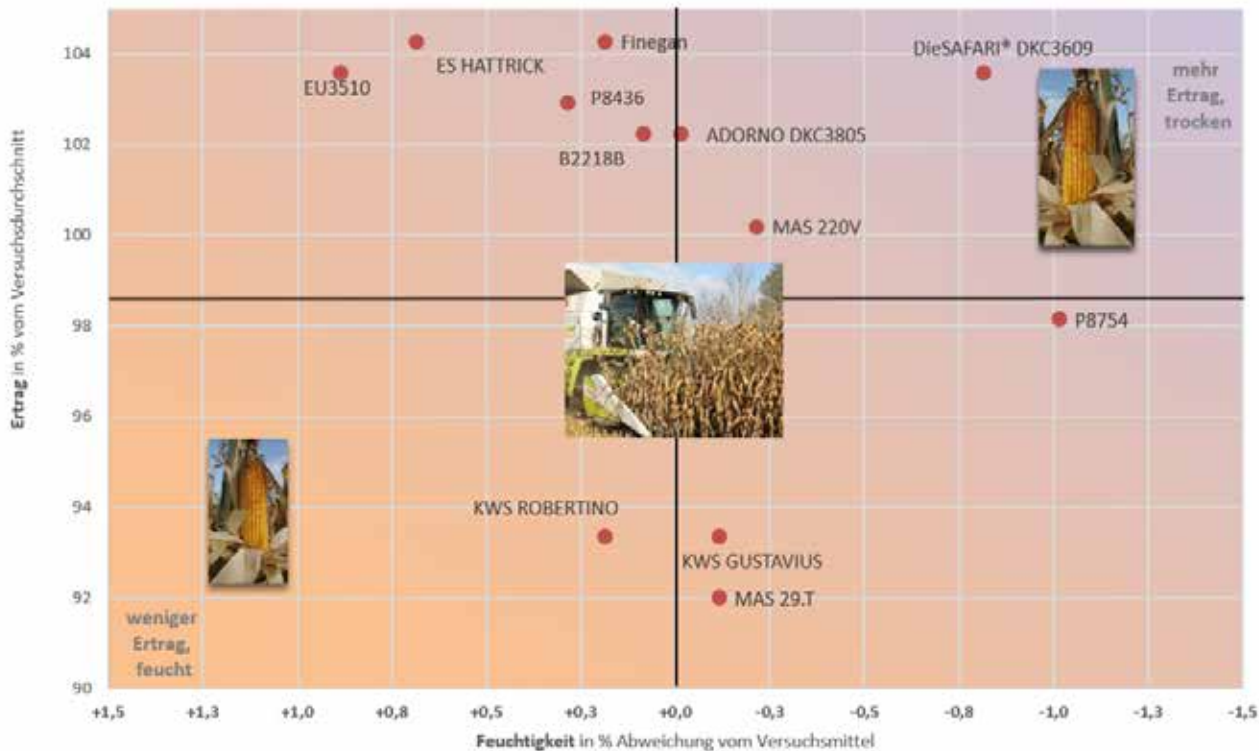 104
102
100
98
96
94
92
90
Ertrag in % vom Versuchsdurchschnitt
EU3510
ES HATTRICK
Finegan
P8436
B2218B
ADORNO DKC3805
DieSAFARI® DKC3609
mehr
Ertrag,
trocken
MAS 220V
P8754
KWS ROBERTINO
KWS GUSTAVIUS
MAS 29.T
weniger
Ertrag,
feucht
+1,5 +1,3 +1,0 +0,8 +0,5 +0,3 +0,0 -0,3 -0,5 -0,8 -1,0 -1,3 -1,5
Feuchtigkeit in % Abweichung vom Versuchsmittel